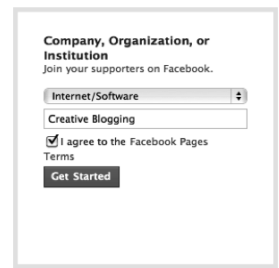 Company, Organization, or
Institution
Join your supporters on Facebook.
Internet/Software
Creative Blogging
I agree to the Facebook Pages
Terms
Get Started